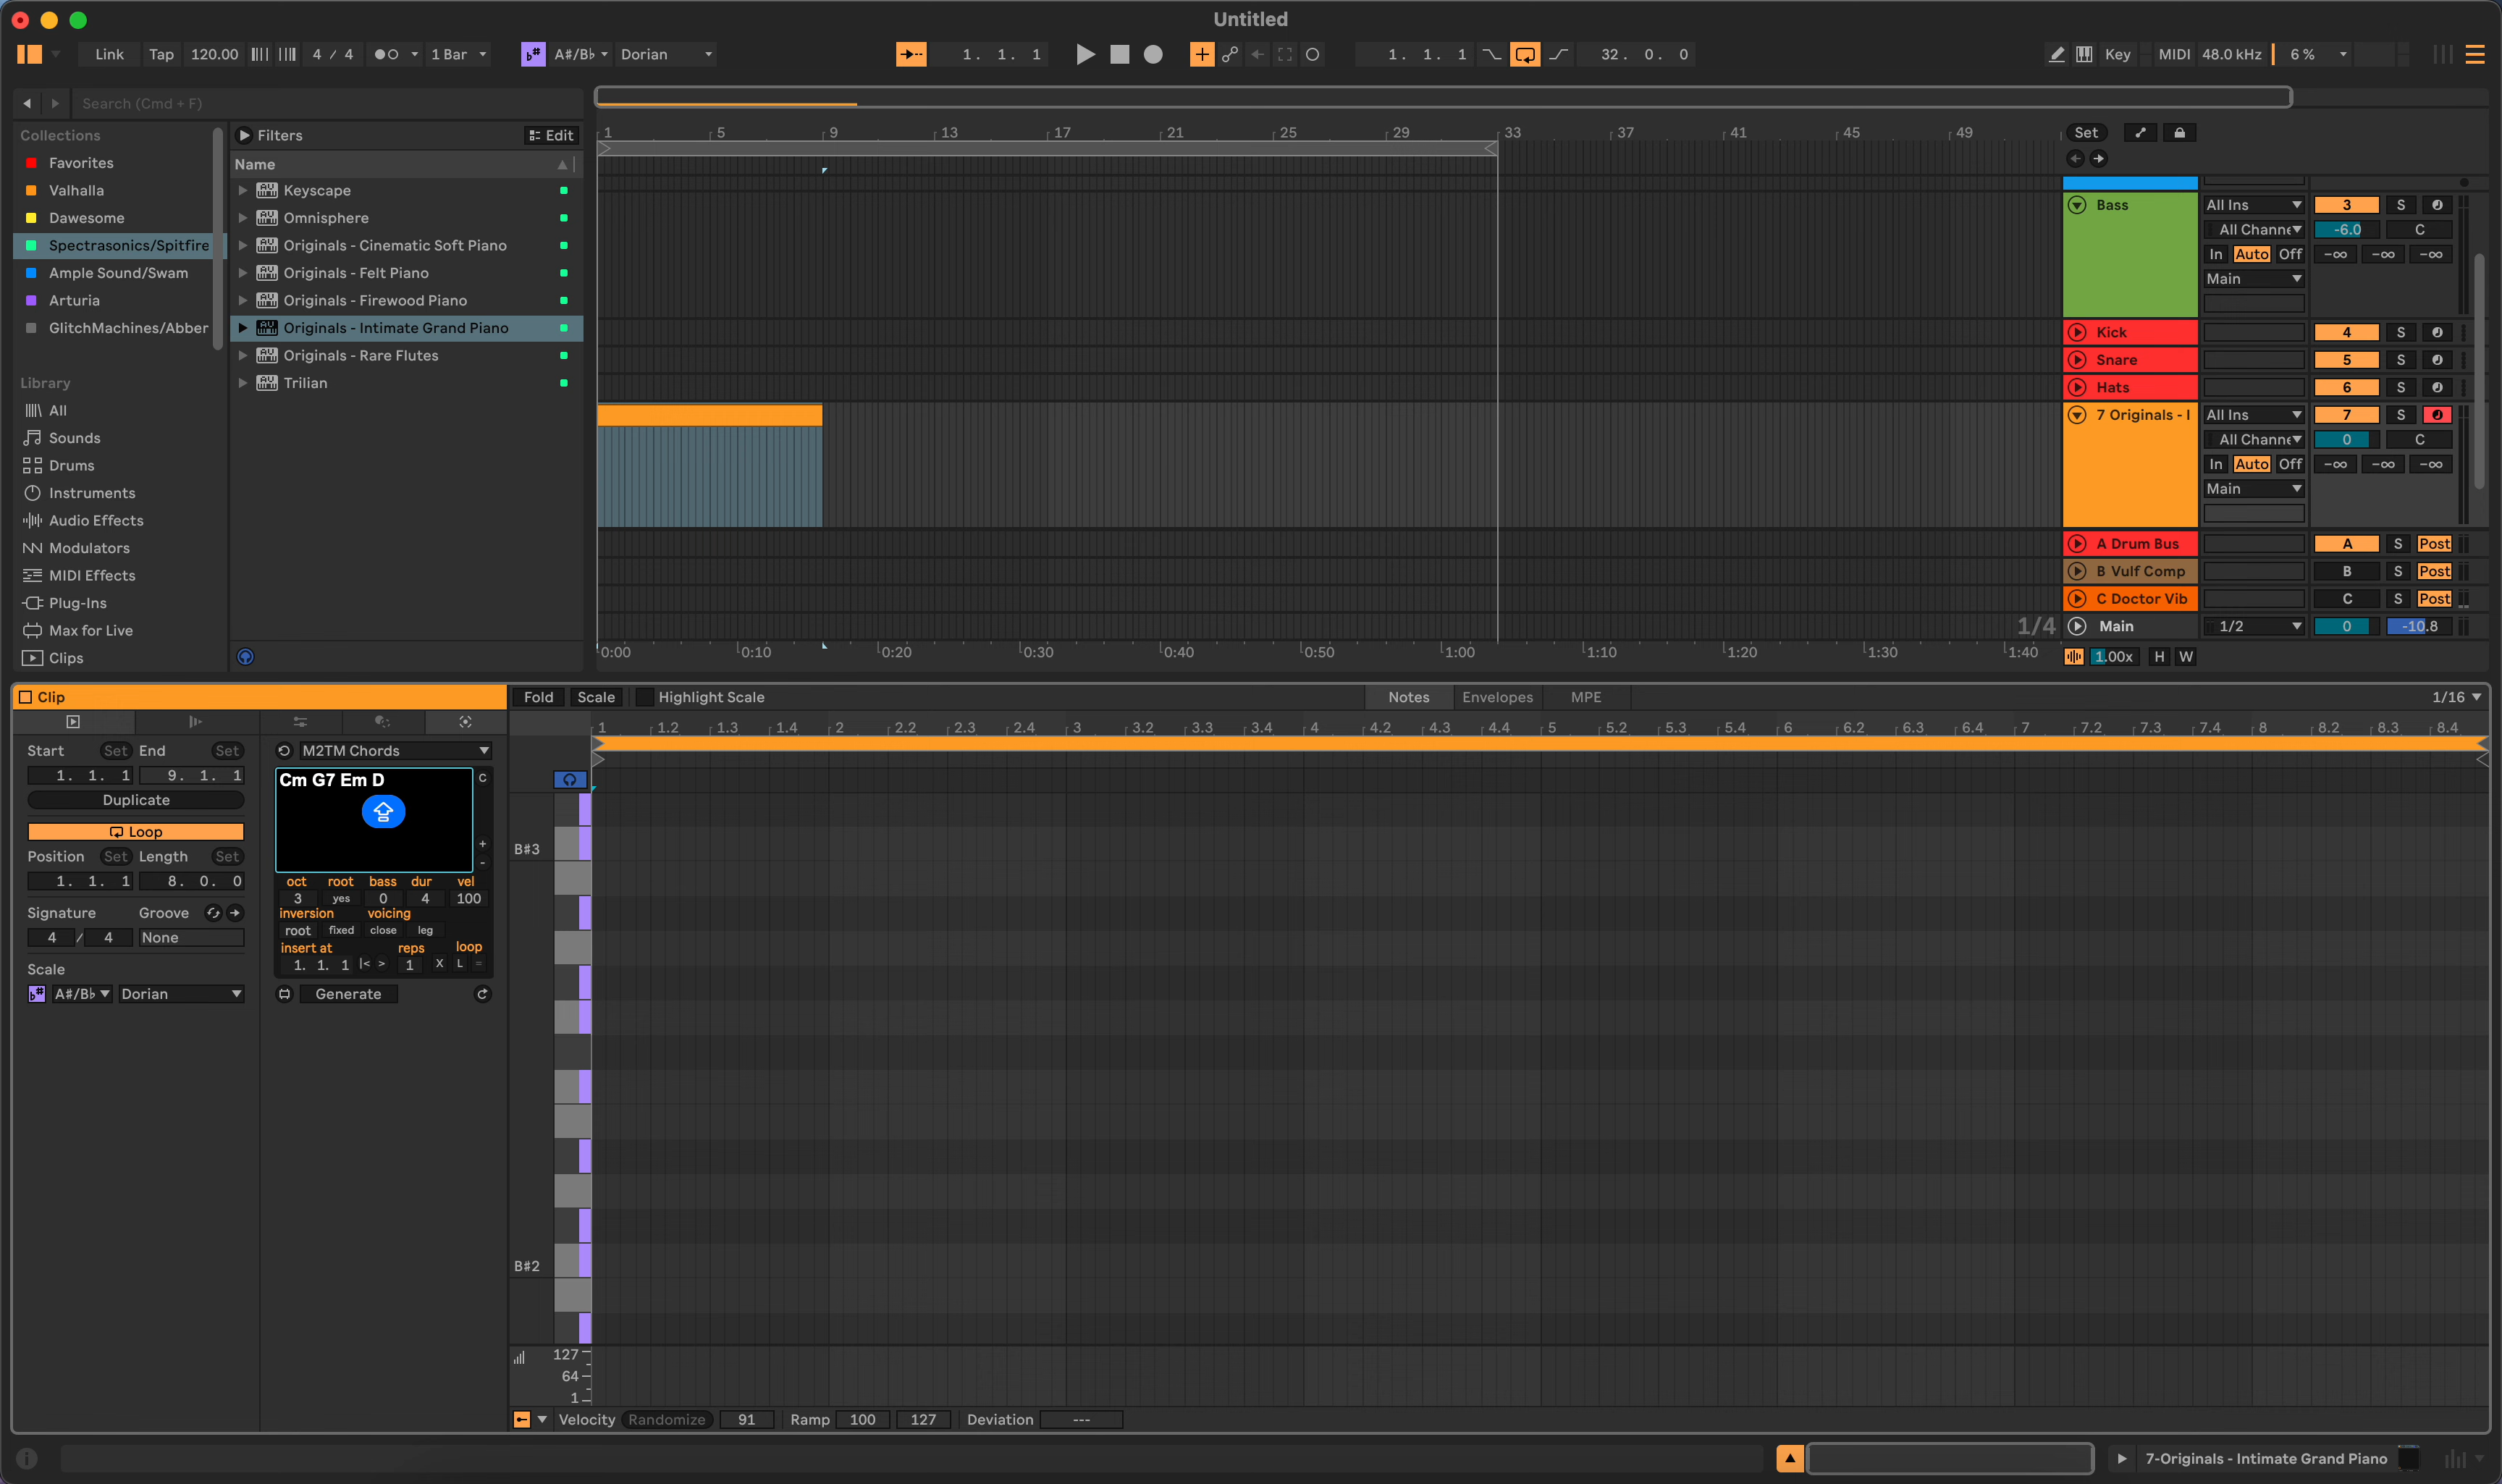 Untitled
Link Tap 120.00 4 / 4 1 Bar A#/B♭ Dorian 1. 1. 1 1. 1. 1 32. 0. 0 Key MIDI 48.0 kHz 6 %
Search (Cmd + F)
Collections
Favorites
Valhalla
Dawesome
Spectrasonics/Spitfire
Ample Sound/Swam
Arturia
GlitchMachines/Abber
Library
All
Sounds
Drums
Instruments
Audio Effects
Modulators
MIDI Effects
Plug-Ins
Max for Live
Clips
Filters Edit
Name
Keyscape
Omnisphere
Originals - Cinematic Soft Piano
Originals - Felt Piano
Originals - Firewood Piano
Originals - Intimate Grand Piano
Originals - Rare Flutes
Trilian
1 5 9 13 17 21 25 29 33 37 41 45 49
Set
Bass All Ins 3 S
All Channe -6.0 C
In Auto Off -∞ -∞ -∞
Main
Kick 4 S
Snare 5 S
Hats 6 S
7 Originals - I All Ins 7 S
All Channe 0 C
In Auto Off -∞ -∞ -∞
Main
A Drum Bus A S Post
B Vulf Comp B S Post
C Doctor Vib C S Post
1/4 Main 1/2 0 -10.8
0:00 0:10 0:20 0:30 0:40 0:50 1:00 1:10 1:20 1:30 1:40
1.00x H W
Clip
Start Set End Set
1. 1. 1 9. 1. 1
Duplicate
Loop
Position Set Length Set
1. 1. 1 8. 0. 0
Signature Groove
4 / 4 None
Scale
A#/B♭ Dorian
M2TM Chords
Cm G7 Em D
C
+
-
oct root bass dur vel
3 yes 0 4 100
inversion voicing
root fixed close leg
insert at reps loop
1. 1. 1 |< > 1 X L =
Generate
Fold Scale Highlight Scale Notes Envelopes MPE 1/16
1 1.2 1.3 1.4 2 2.2 2.3 2.4 3 3.2 3.3 3.4 4 4.2 4.3 4.4 5 5.2 5.3 5.4 6 6.2 6.3 6.4 7 7.2 7.3 7.4 8 8.2 8.3 8.4
B#3
B#2
127
64
1
Velocity Randomize 91 Ramp 100 127 Deviation ---
7-Originals - Intimate Grand Piano